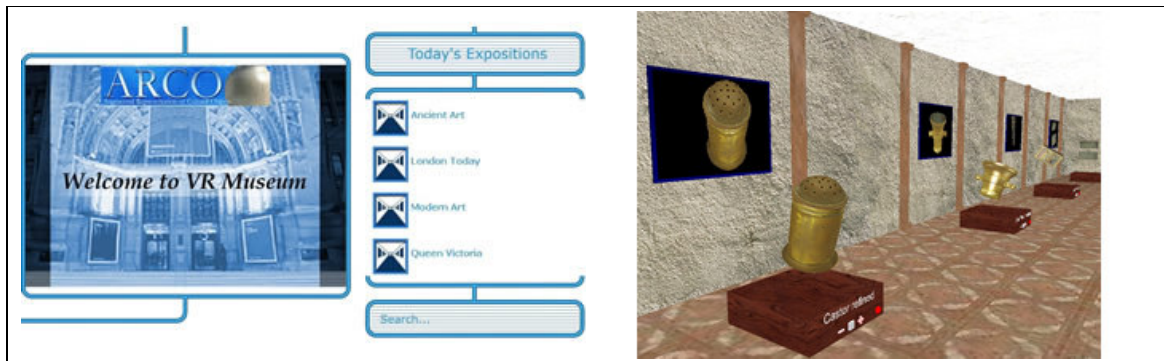 ARCO
Welcome to VR Museum
Today's Expositions
Ancient Art
London Today
Modern Art
Queen Victoria
Search...
Castor refined